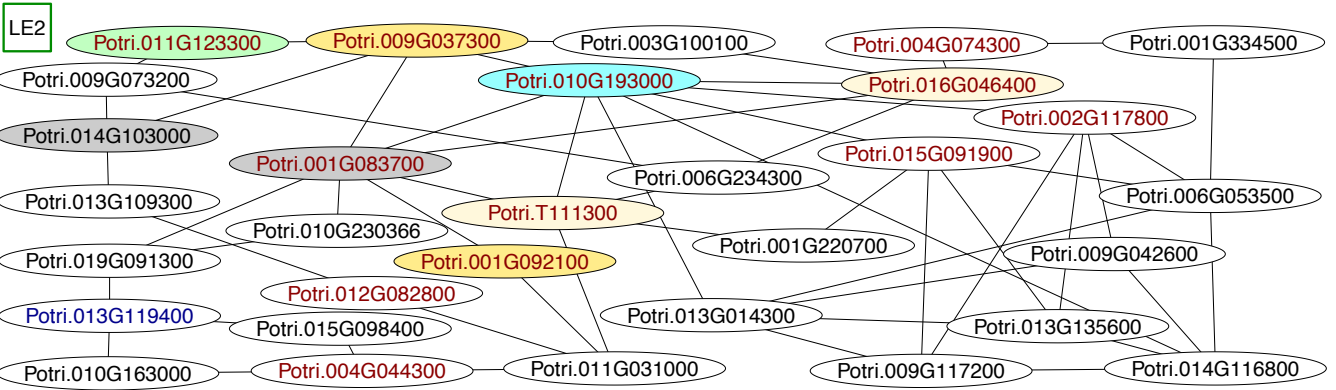 LE2
Potri.011G123300
Potri.009G037300
Potri.003G100100
Potri.004G074300
Potri.001G334500
Potri.009G073200
Potri.010G193000
Potri.016G046400
Potri.002G117800
Potri.014G103000
Potri.001G083700
Potri.015G091900
Potri.006G234300
Potri.006G053500
Potri.013G109300
Potri.T111300
Potri.010G230366
Potri.001G220700
Potri.009G042600
Potri.019G091300
Potri.001G092100
Potri.012G082800
Potri.013G119400
Potri.015G098400
Potri.013G014300
Potri.013G135600
Potri.010G163000
Potri.004G044300
Potri.011G031000
Potri.009G117200
Potri.014G116800